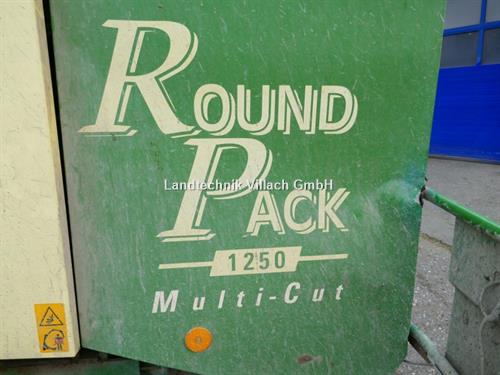 ROUND
Landtechnik Villach GmbH
PACK
1250
Multi-Cut